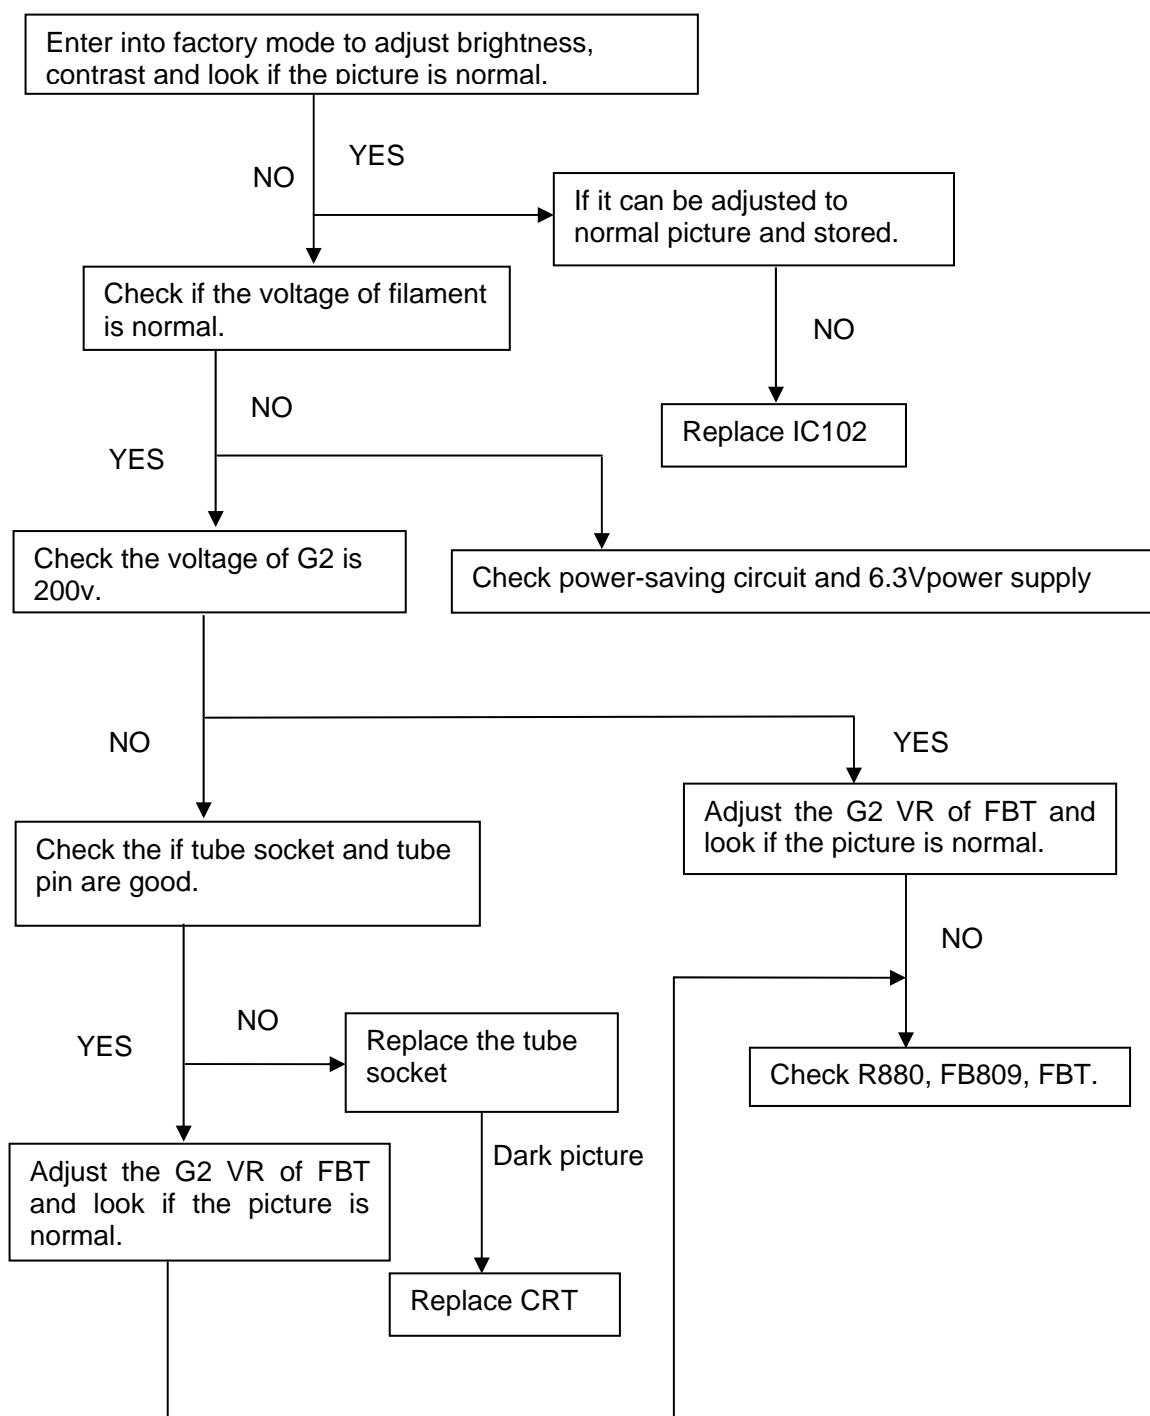 Enter into factory mode to adjust brightness,
contrast and look if the picture is normal.
YES
NO
If it can be adjusted to
normal picture and stored.
Check if the voltage of filament
is normal.
NO
NO
Replace IC102
YES
Check the voltage of G2 is
200v.
Check power-saving circuit and 6.3Vpower supply
NO
YES
Adjust the G2 VR of FBT and
look if the picture is normal.
Check the if tube socket and tube
pin are good.
NO
NO
YES
Replace the tube
socket
Check R880, FB809, FBT.
Dark picture
Adjust the G2 VR of FBT
and look if the picture is
normal.
Replace CRT